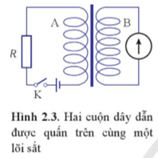 A
B
R
K
Hình 2.3. Hai cuộn dây dẫn
được quấn trên cùng một
lõi sắt